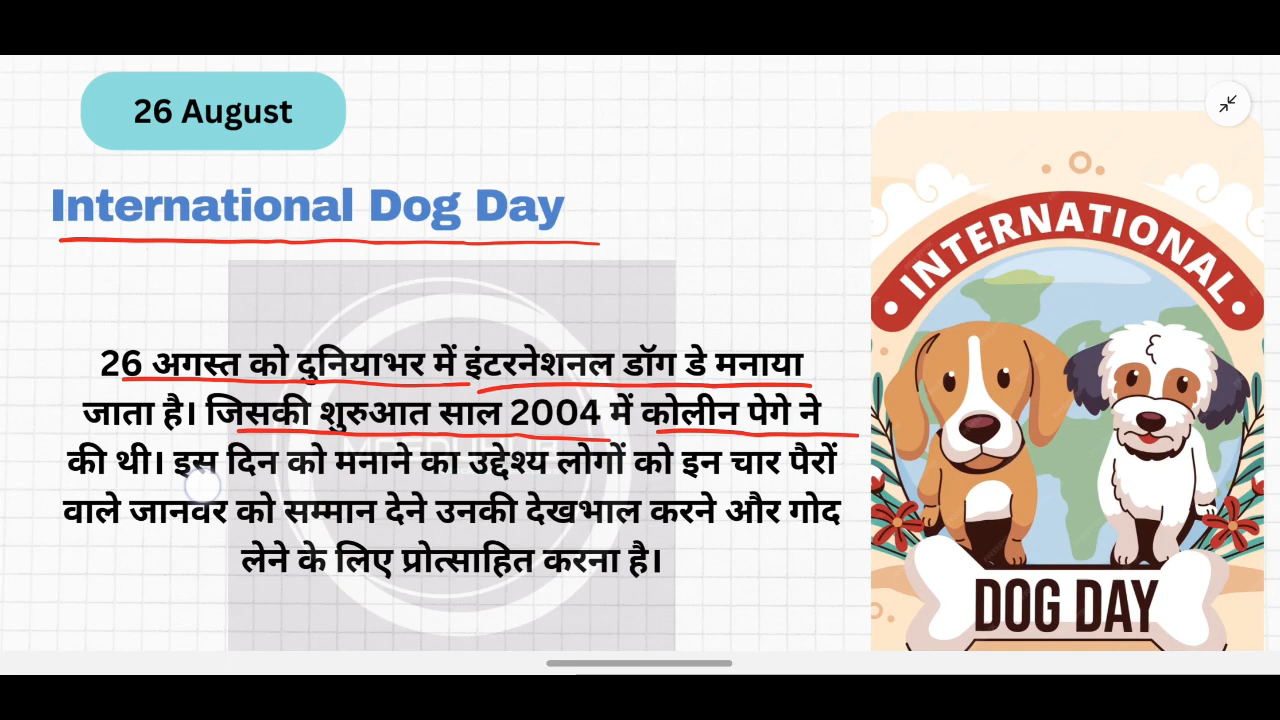 26 August
International Dog Day
26 अगस्त को दुनियाभर में इंटरनेशनल डॉग डे मनाया
जाता है। जिसकी शुरुआत साल 2004 में कोलीन पेगे ने
की थी। इस दिन को मनाने का उद्देश्य लोगों को इन चार पैरों
वाले जानवर को सम्मान देने उनकी देखभाल करने और गोद
लेने के लिए प्रोत्साहित करना है।
INTERNATIONAL
DOG DAY